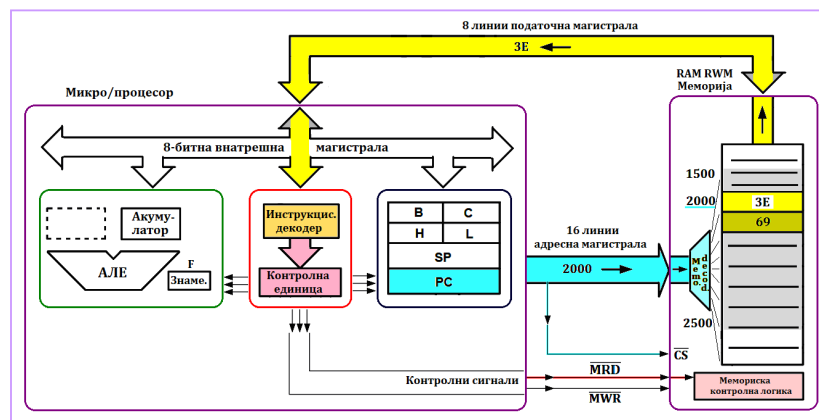 8 линии податочна магистрала
3E
RAM RWM
Меморија
Микро/процесор
8-битна внатрешна магистрала
1500
2000
3E
69
2500
Акуму-
латор
АЛЕ
F
Знаме.
Инструкцис.
декодер
Контролна
единица
B C
H L
SP
PC
16 линии
адресна магистрала
2000
Memo.
decod.
CS
Контролни сигнали
MRD
MWR
Мемориска
контролна логика